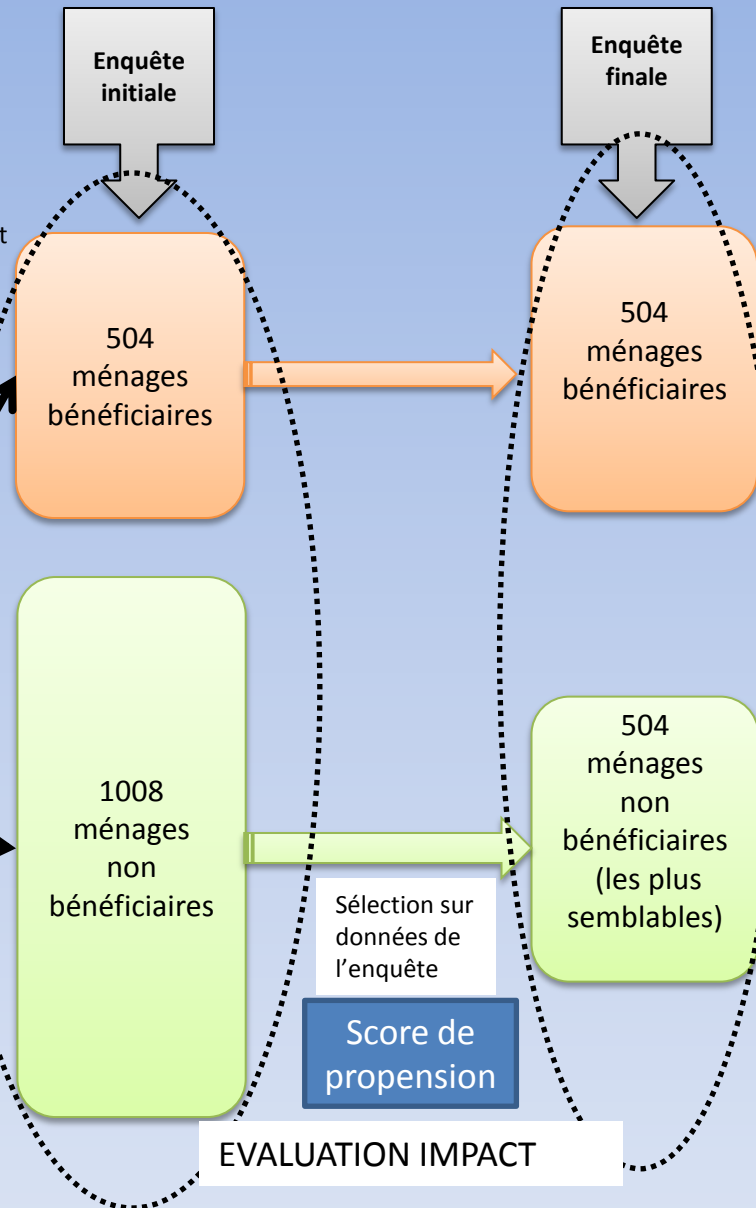 Enquête
initiale
Enquête
finale
t
504
ménages
bénéficiaires
504
ménages
bénéficiaires
1008
ménages
non
bénéficiaires
504
ménages
non
bénéficiaires
(les plus
semblables)
Sélection sur
données de
l’enquête
Score de
propension
EVALUATION IMPACT